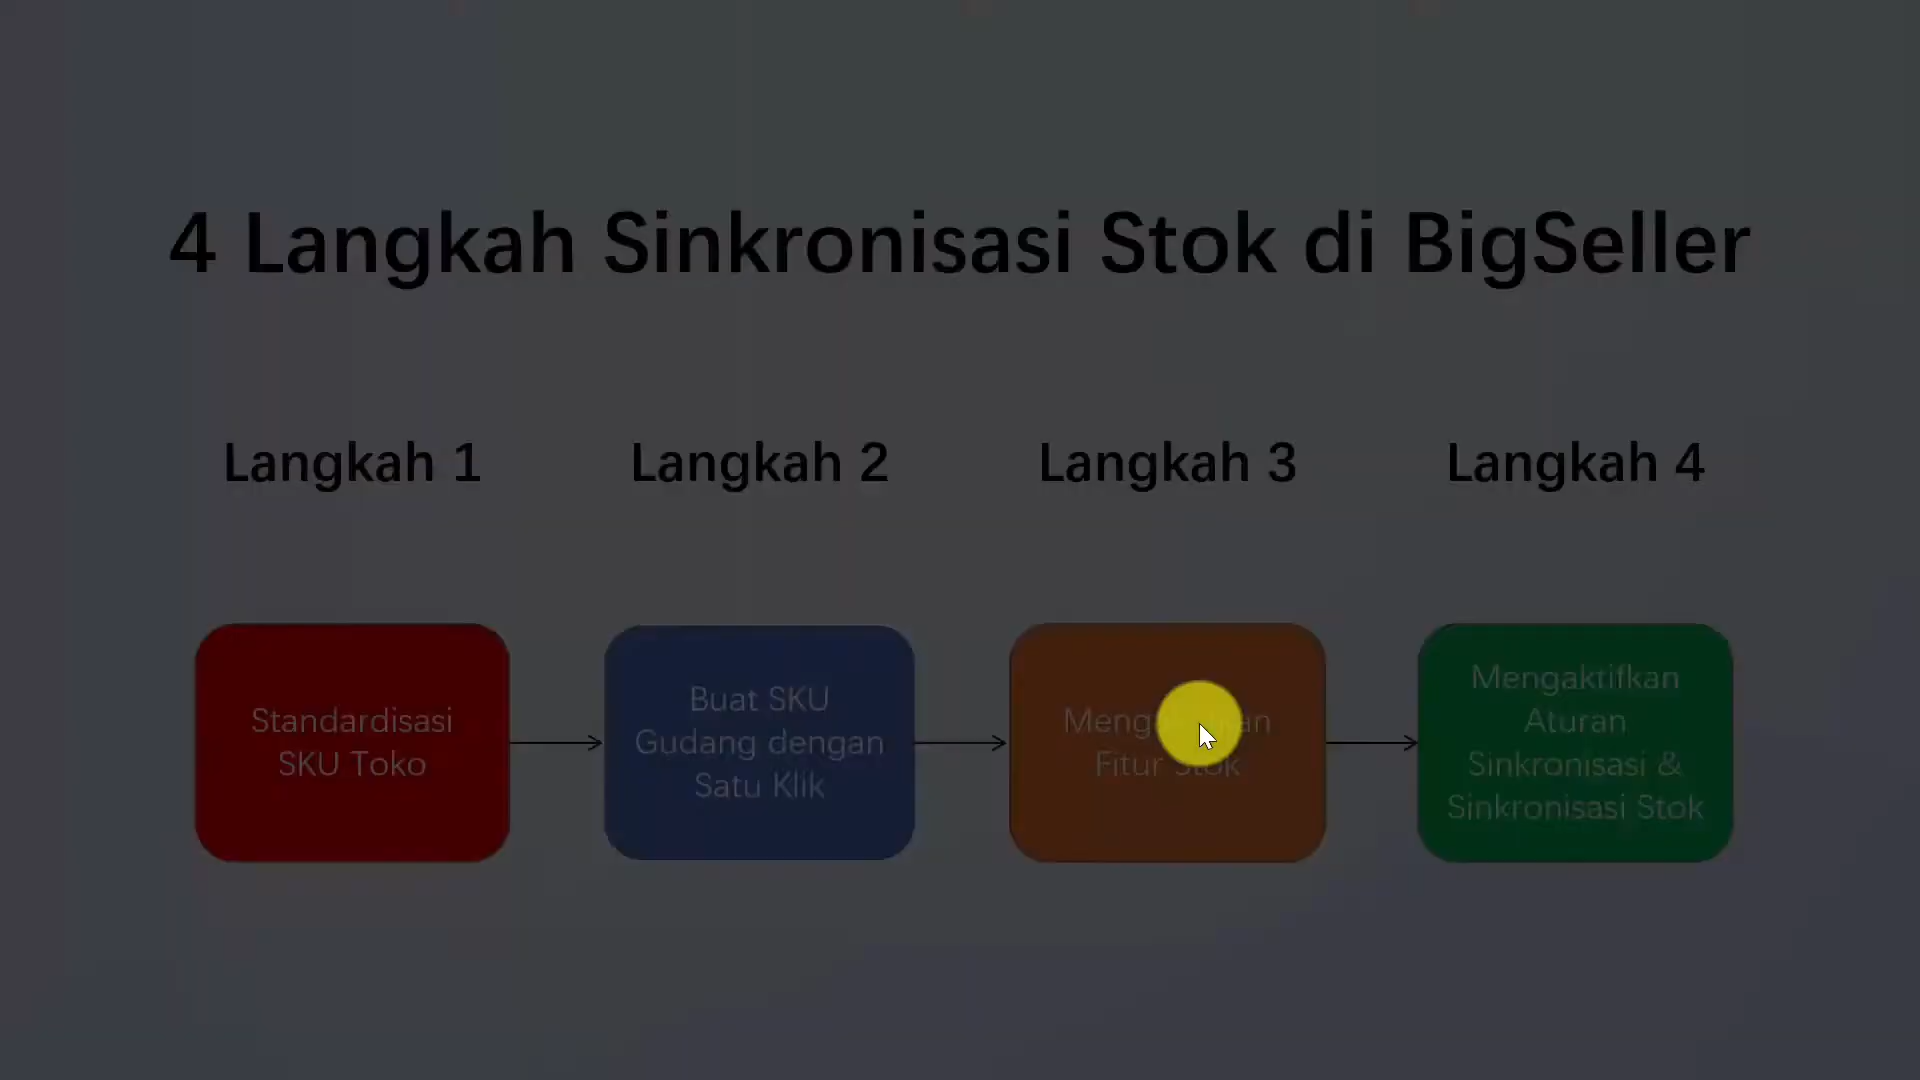 4 Langkah Sinkronisasi Stok di BigSeller
Langkah 1
Langkah 2
Langkah 3
Langkah 4
Standardisasi
SKU Toko
Buat SKU
Gudang dengan
Satu Klik
Fitur Stok
Mengaktifkan
Aturan
Sinkronisasi &
Sinkronisasi Stok